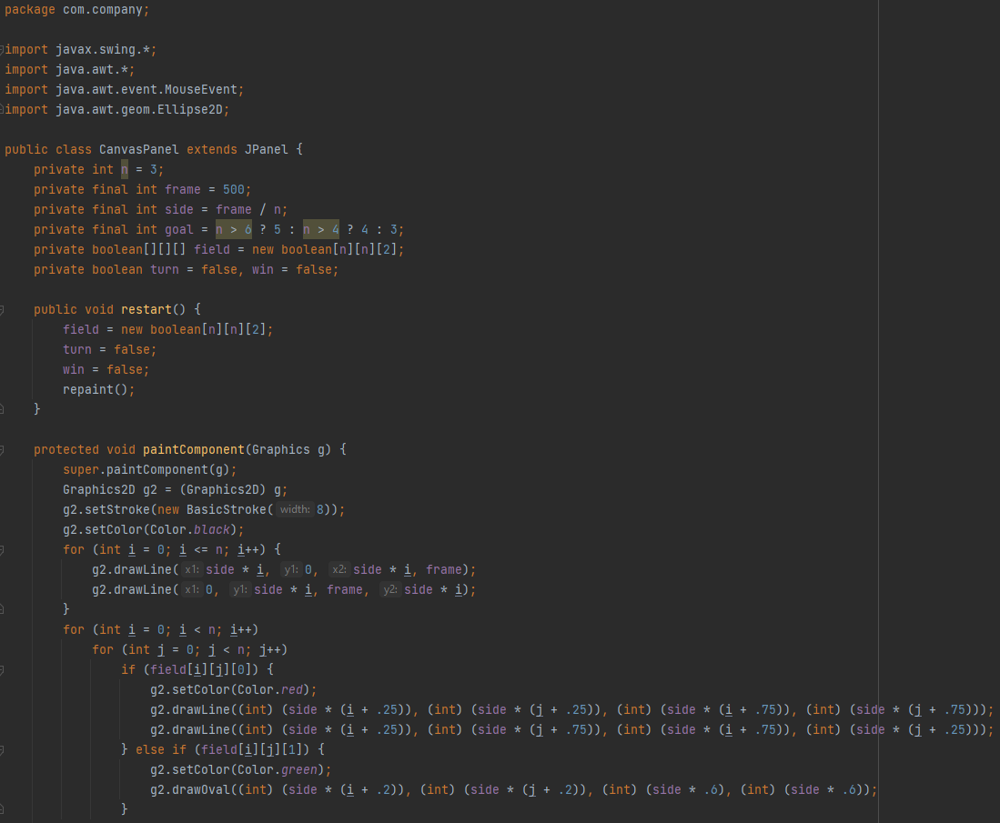 package com.company;

import javax.swing.*;
import java.awt.*;
import java.awt.event.MouseEvent;
import java.awt.geom.Ellipse2D;

public class CanvasPanel extends JPanel {
    private int n = 3;
    private final int frame = 500;
    private final int side = frame / n;
    private final int goal = n > 6 ? 5 : n > 4 ? 4 : 3;
    private boolean[][][] field = new boolean[n][n][2];
    private boolean turn = false, win = false;

    public void restart() {
        field = new boolean[n][n][2];
        turn = false;
        win = false;
        repaint();
    }

    protected void paintComponent(Graphics g) {
        super.paintComponent(g);
        Graphics2D g2 = (Graphics2D) g;
        g2.setStroke(new BasicStroke( width: 8));
        g2.setColor(Color.black);
        for (int i = 0; i <= n; i++) {
            g2.drawLine( x1: side * i, y1: 0, x2: side * i, frame);
            g2.drawLine( x1: 0, y1: side * i, frame, y2: side * i);
        }
        for (int i = 0; i < n; i++)
            for (int j = 0; j < n; j++)
                if (field[i][j][0]) {
                    g2.setColor(Color.red);
                    g2.drawLine((int) (side * (i + .25)), (int) (side * (j + .25)), (int) (side * (i + .75)), (int) (side * (j + .75)));
                    g2.drawLine((int) (side * (i + .25)), (int) (side * (j + .75)), (int) (side * (i + .75)), (int) (side * (j + .25)));
                } else if (field[i][j][1]) {
                    g2.setColor(Color.green);
                    g2.drawOval((int) (side * (i + .2)), (int) (side * (j + .2)), (int) (side * .6), (int) (side * .6));
                }